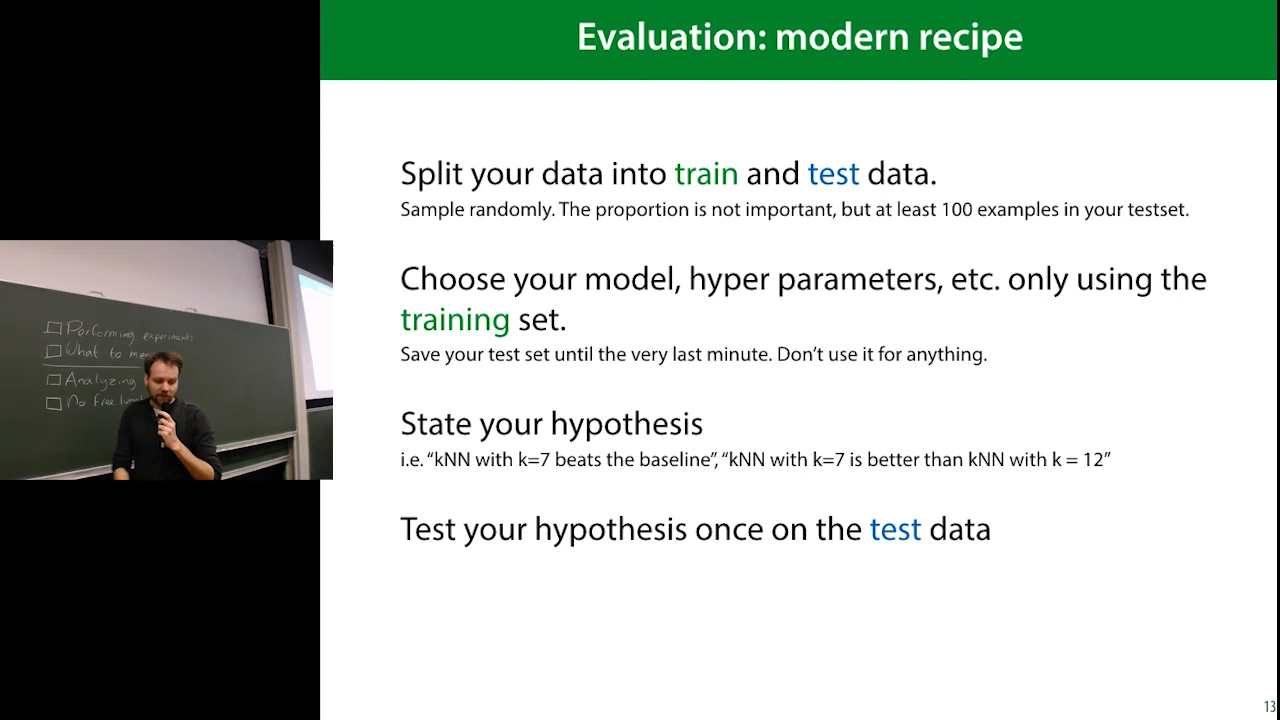 Evaluation: modern recipe
Split your data into train and test data.
Sample randomly. The proportion is not important, but at least 100 examples in your testset.
Choose your model, hyper parameters, etc. only using the
training set.
Save your test set until the very last minute. Don’t use it for anything.
State your hypothesis
i.e. “kNN with k=7 beats the baseline”, “kNN with k=7 is better than kNN with k = 12”
Test your hypothesis once on the test data
Performing experiments
What to
Analyzing
No Free
13